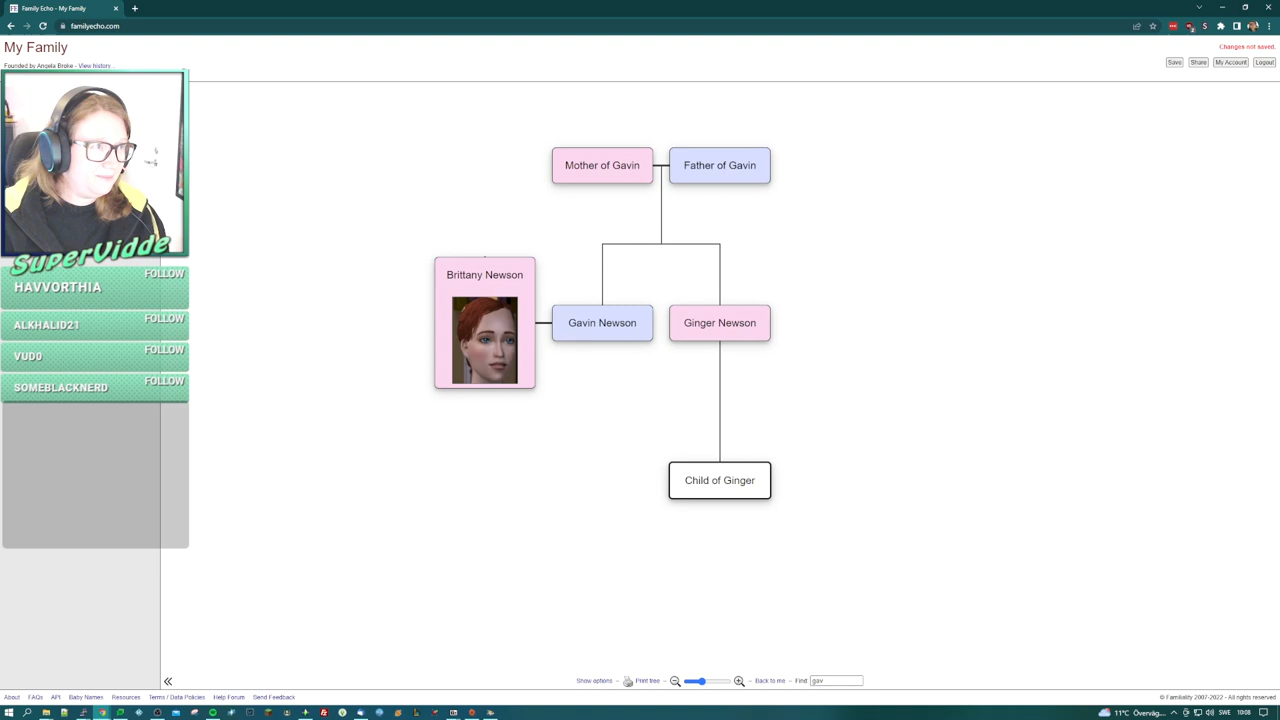 Family Echo - My Family
familyecho.com
My Family
Changes not saved.
Founded by Angela Broke - View history...
Save
Share
My Account
Logout
Mother of Gavin
Father of Gavin
SUPERVIDDE
FOLLOW
HAVVORTHIA
FOLLOW
ALKHALID21
FOLLOW
VUD0
FOLLOW
SOMEBLACKNERD
Brittany Newson
Gavin Newson
Ginger Newson
Child of Ginger
Show options - Print tree - Back to me - Find: gav
About FAQs API Baby Names Resources Terms / Data Policies Help Forum Send Feedback
© Familiality 2007-2022 - All rights reserved
11°C Överväg... SWE 10:08